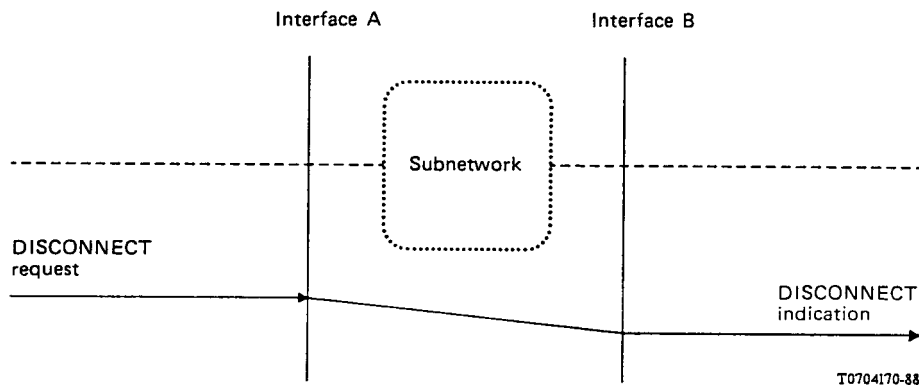 Interface A
Interface B
Subnetwork
DISCONNECT
request
DISCONNECT
indication
T0704170-88